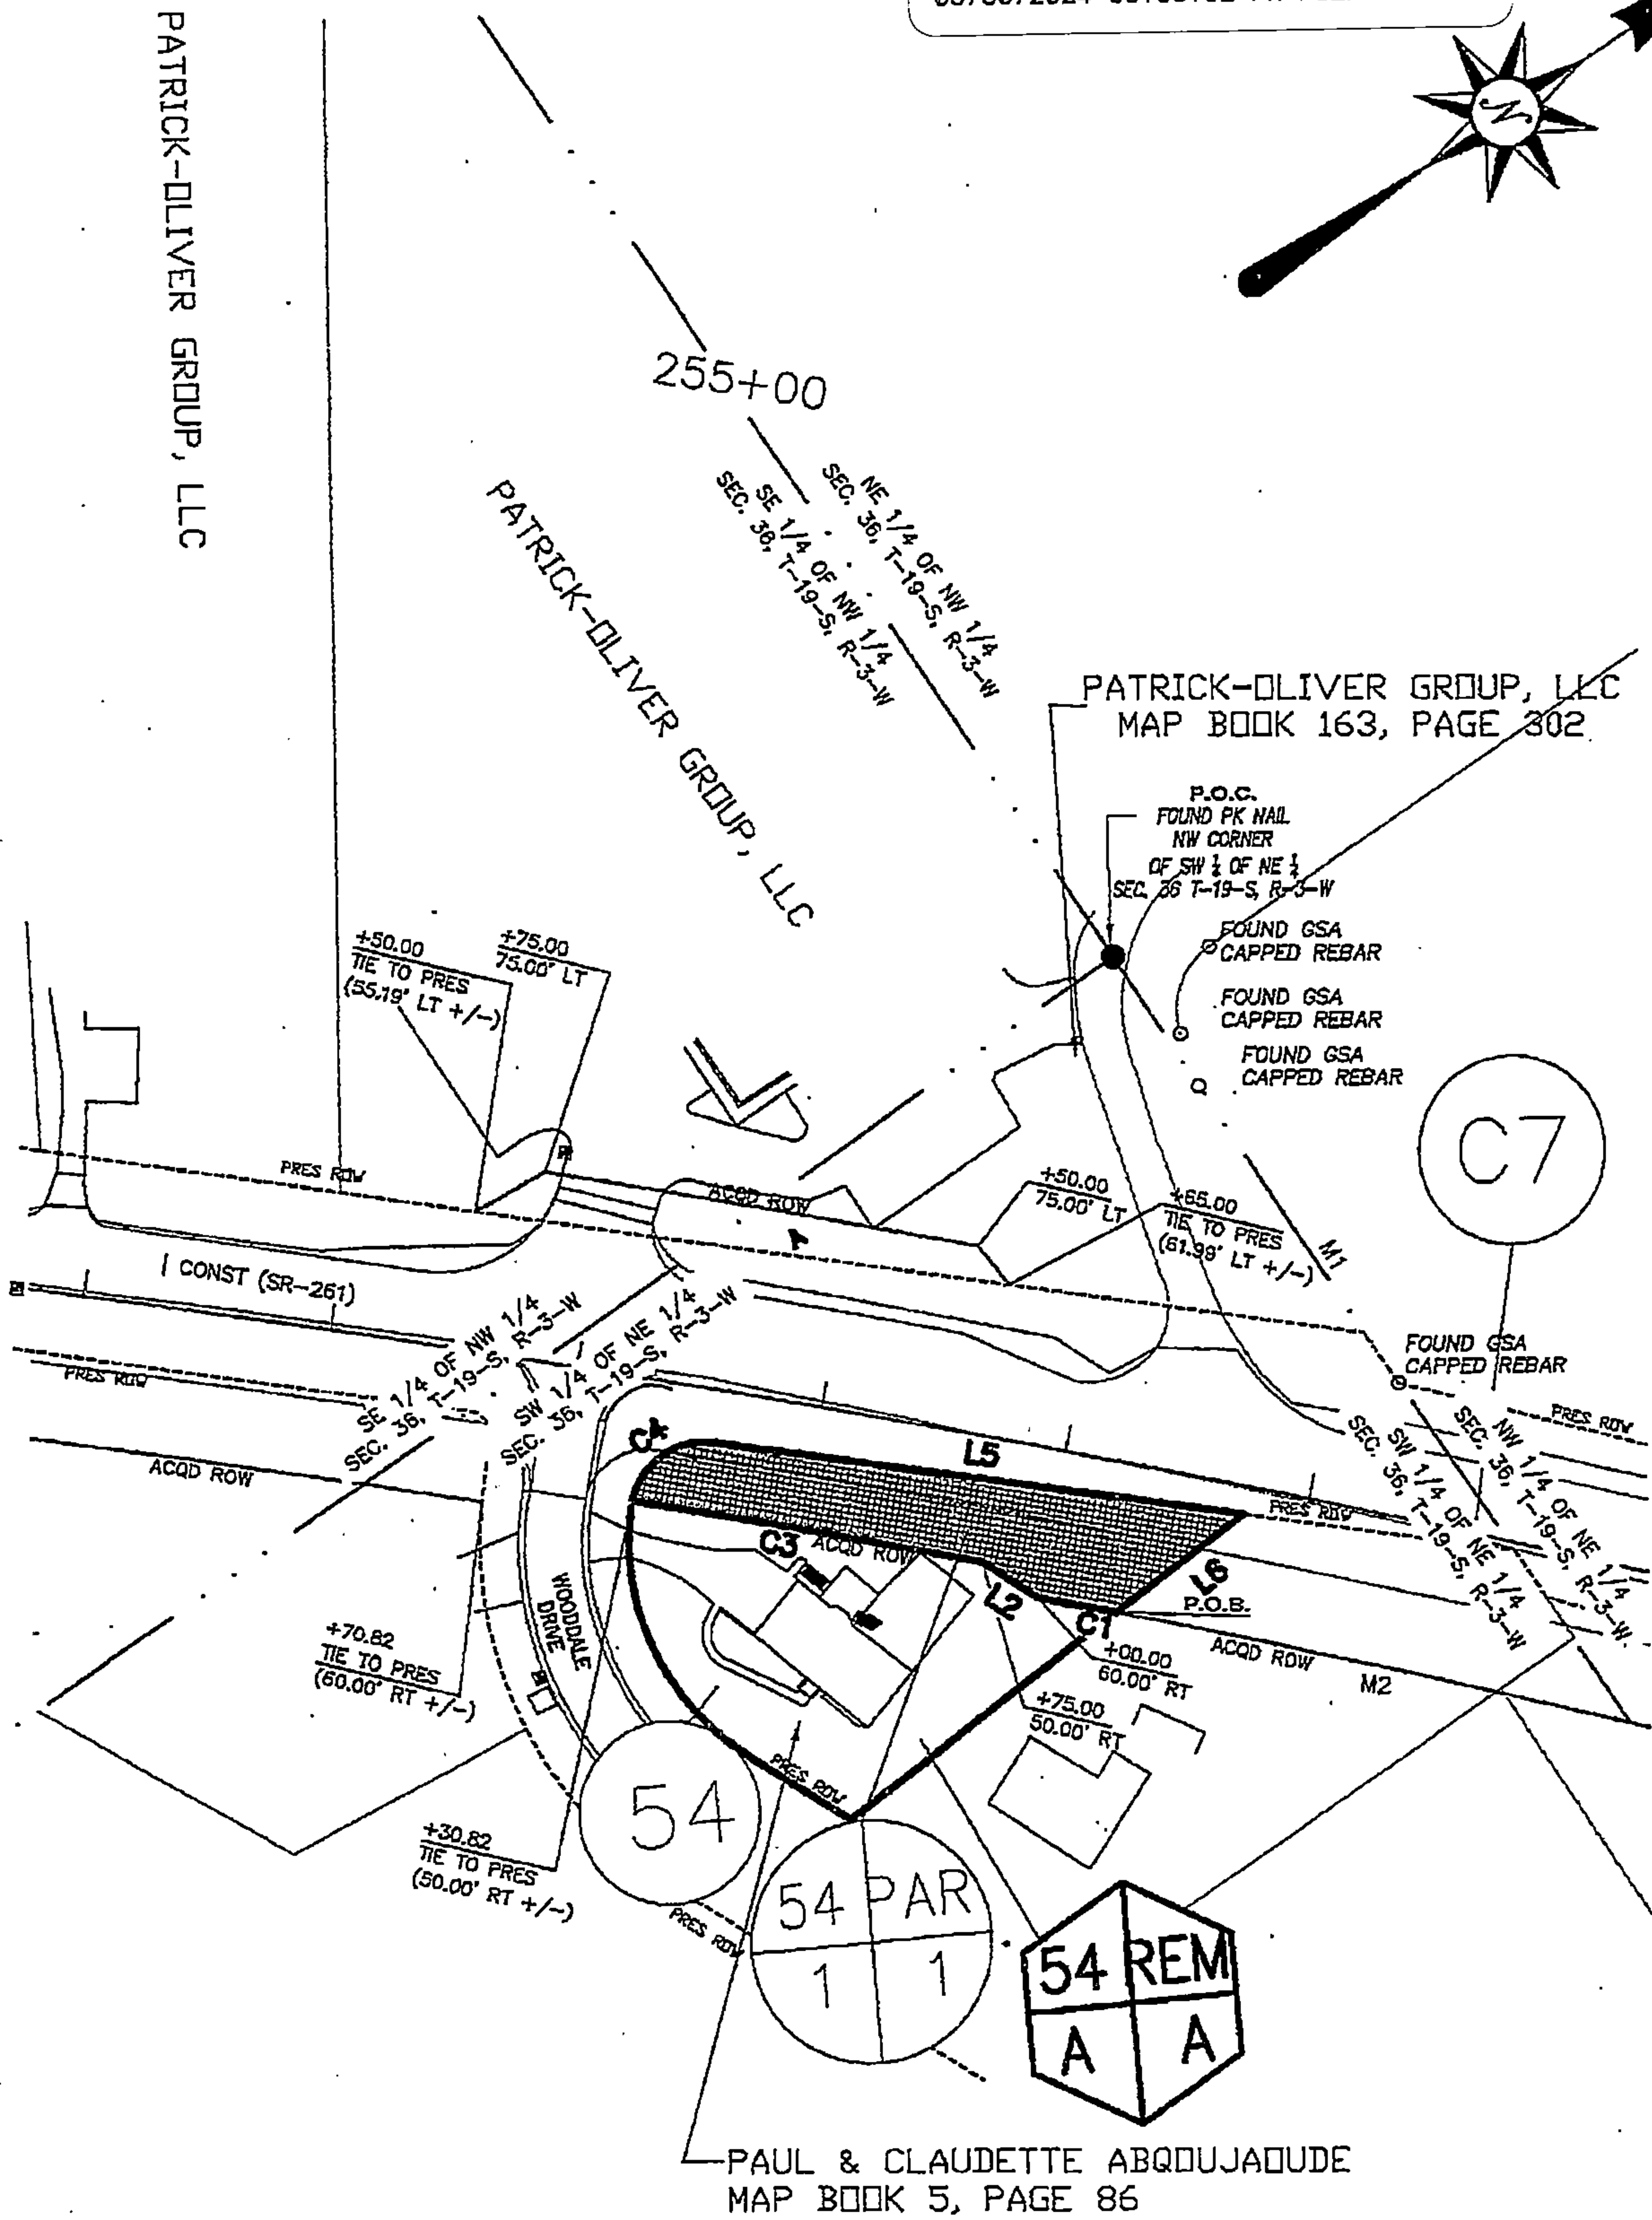 PATRICK-OLIVER GROUP, LLC
N
255+00
NE 1/4 OF NW 1/4
SEC. 36, T-19-S, R-3-W
SE 1/4 OF NW 1/4
SEC. 36, T-19-S, R-3-W
PATRICK-OLIVER GROUP, LLC
PATRICK-OLIVER GROUP, LLC
MAP BOOK 163, PAGE 302
P.O.C.
FOUND PK NAIL
NW CORNER
OF SW ¼ OF NE ¼
SEC. 36 T-19-S, R-3-W
FOUND GSA
CAPPED REBAR
FOUND GSA
CAPPED REBAR
FOUND GSA
CAPPED REBAR
C7
+50.00
TIE TO PRES
(55.19' LT +/-)
+75.00
75.00' LT
PRES ROW
ACQD ROW
A
+50.00
75.00' LT
+65.00
TIE TO PRES
(61.99' LT +/-)
M1
CONST (SR-261)
SE 1/4 OF NW 1/4
SEC. 36, T-19-S, R-3-W
SW 1/4 OF NE 1/4
SEC. 36, T-19-S, R-3-W
FOUND GSA
CAPPED REBAR
PRES ROW
PRES ROW
NW 1/4 OF NE 1/4
SEC. 36, T-19-S, R-3-W
SW 1/4 OF NE 1/4
SEC. 36, T-19-S, R-3-W
C4
L5
ACQD ROW
PRES ROW
C3
ACQD ROW
L6
L2
P.O.B.
C1
ACQD ROW
M2
WOODDALE
DRIVE
+00.00
60.00' RT
+75.00
50.00' RT
+70.82
TIE TO PRES
(60.00' RT +/-)
PRES ROW
54
+30.82
TIE TO PRES
(50.00' RT +/-)
PRES ROW
54 PAR
1 1
54 REM
A A
PAUL & CLAUDETTE ABQOUJAOUDE
MAP BOOK 5, PAGE 86